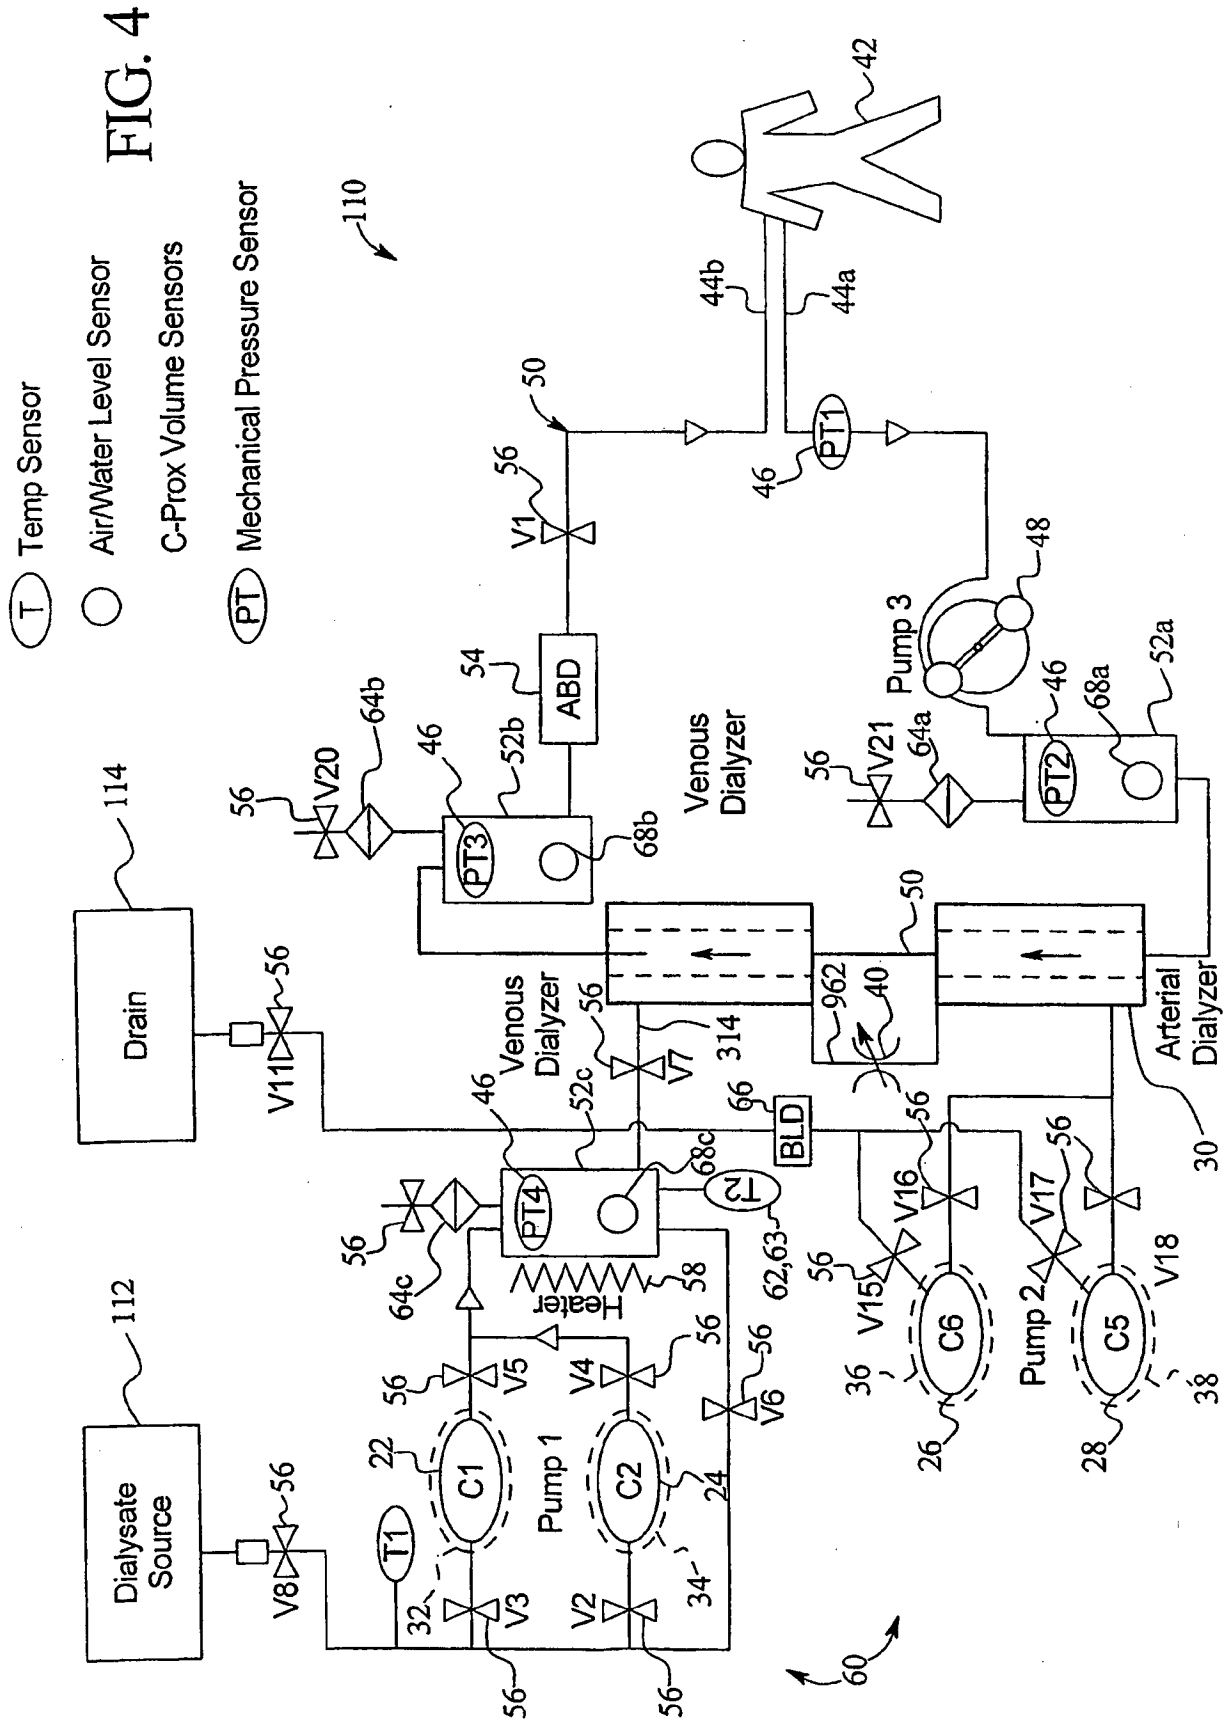 FIG. 4
T Temp Sensor
Air/Water Level Sensor
C-Prox Volume Sensors
PT Mechanical Pressure Sensor
110
Dialysate
Source
112
56
V8
T1
32
V3
56
22
C1
56
V5
Pump 1
V2
56
34
C2
24
V4
56
V6
56
60
Drain
114
V11
56
64c
56
Heater
58
46
PT4
52c
68c
T2
62,63
Venous
Dialyzer
56
V7
314
66
BLD
962
40
56
V20
64b
46
PT3
52b
68b
54
ABD
V1
56
50
Venous
Dialyzer
44b
44a
42
46
PT1
Pump 3
48
56
V21
64a
46
PT2
68a
52a
50
Arterial
Dialyzer
30
56
V16
56
V15
V17
56
V18
36
C6
26
Pump 2
C5
28
38